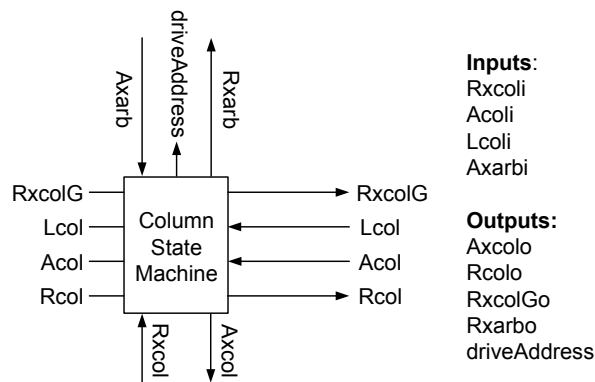 Axarb
driveAddress
Rxarb
RxcolG
Lcol
Acol
Rcol
Column
State
Machine
RxcolG
Lcol
Acol
Rcol
Rxcol
Axcol
Inputs:
Rxcoli
Acoli
Lcoli
Axarbi
Outputs:
Axcolo
Rcolo
RxcolGo
Rxarbo
driveAddress